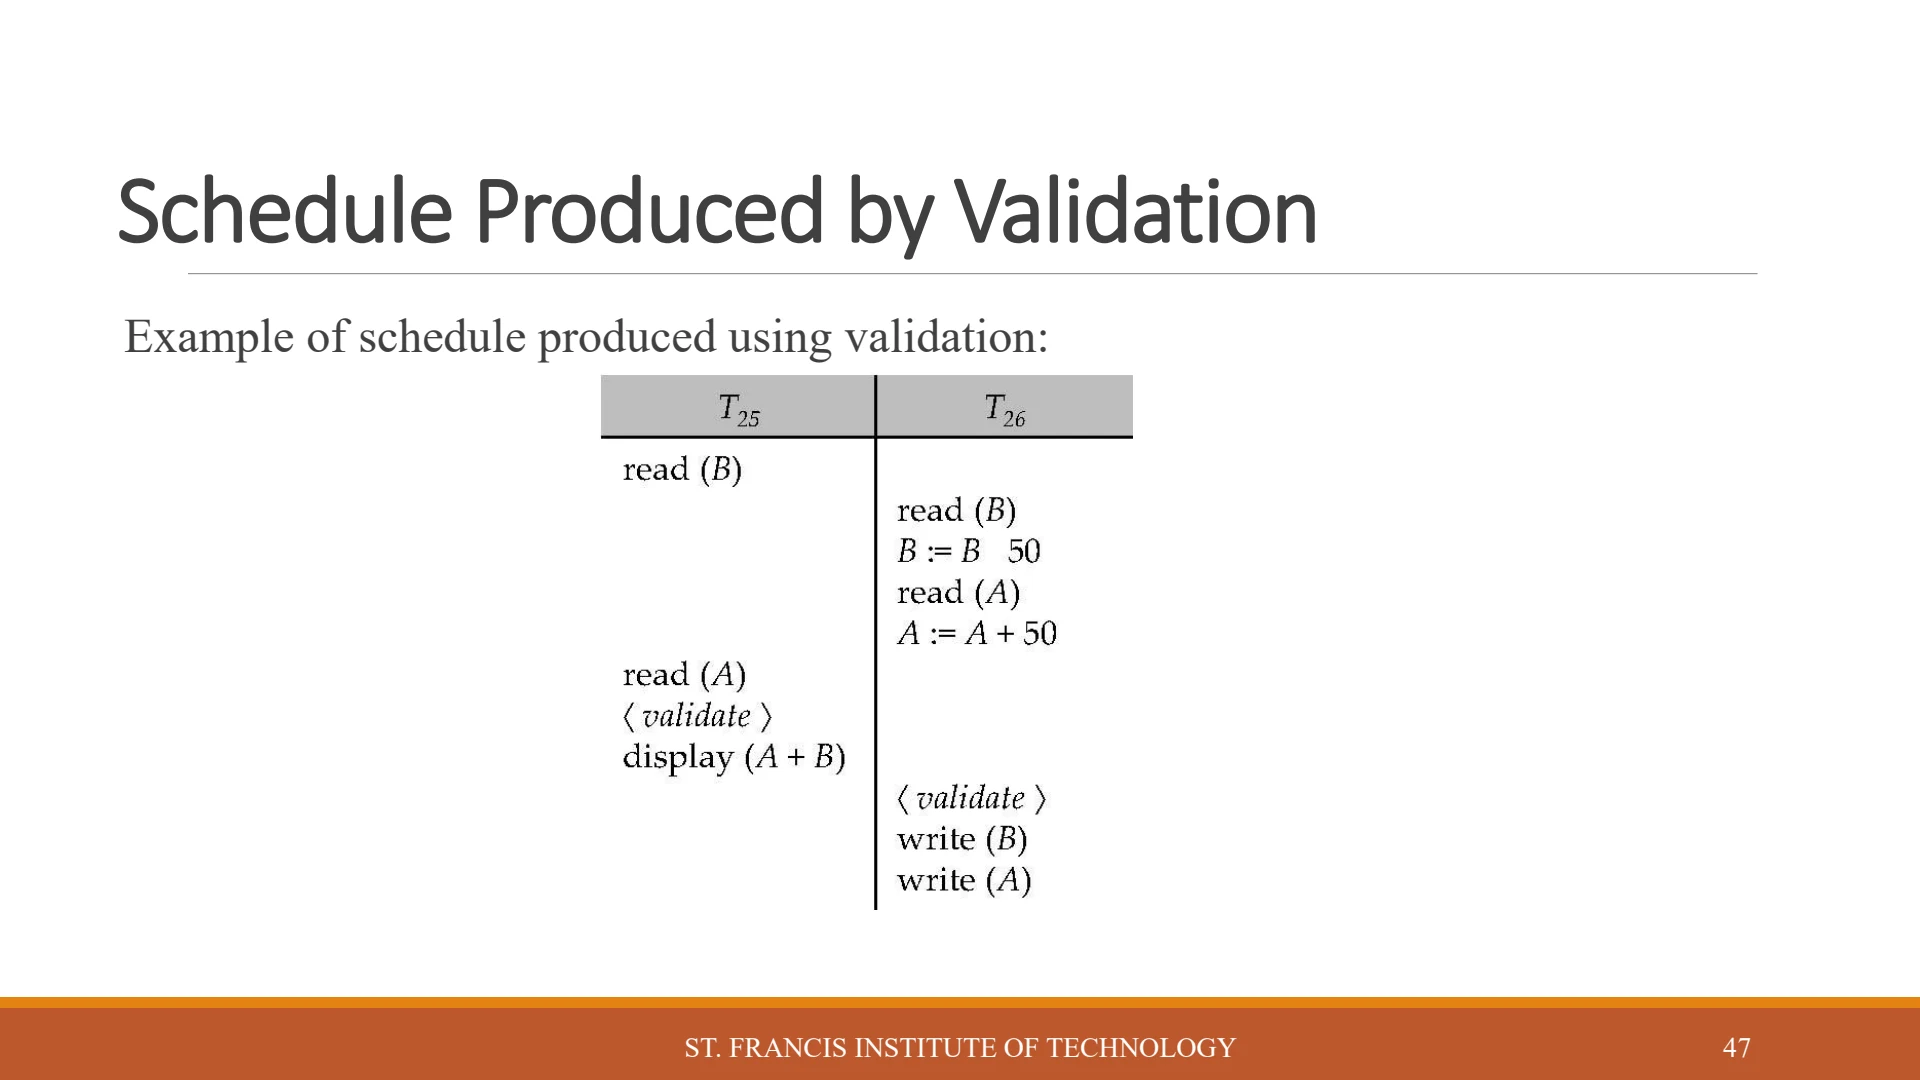 Schedule Produced by Validation
Example of schedule produced using validation:
T25 T26
read (B)
read (B)
B := B 50
read (A)
A := A + 50
read (A)
⟨ validate ⟩
display (A + B)
⟨ validate ⟩
write (B)
write (A)
ST. FRANCIS INSTITUTE OF TECHNOLOGY 47